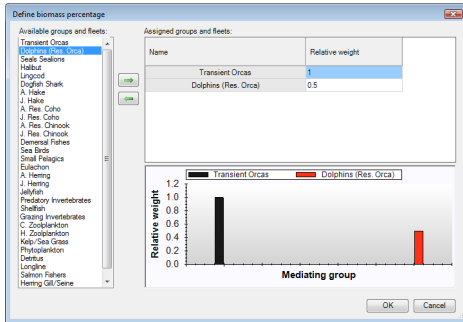 Define biomass percentage
Available groups and fleets:
Transient Orcas
Dolphins (Res. Orca)
Seals Sealions
Halibut
Lingcod
Dogfish Shark
A. Hake
J. Hake
A. Res. Coho
J. Res. Coho
A. Res. Chinook
J. Res. Chinook
Demersal Fishes
Sea Birds
Small Pelagics
Eulachon
A. Herring
J. Herring
Jellyfish
Predatory Invertebrates
Shellfish
Grazing Invertebrates
C. Zoolplankton
H. Zoolplankton
Kelp/Sea Grass
Phytoplankton
Detritus
Longline
Salmon Fishers
Herring Gill/Seine
Assigned groups and fleets:
Name Relative weight
Transient Orcas 1
Dolphins (Res. Orca) 0.5
Transient Orcas Dolphins (Res. Orca)
Relative weight
1.2
1.0
0.8
0.6
0.4
0.2
0.0
Mediating group
OK Cancel